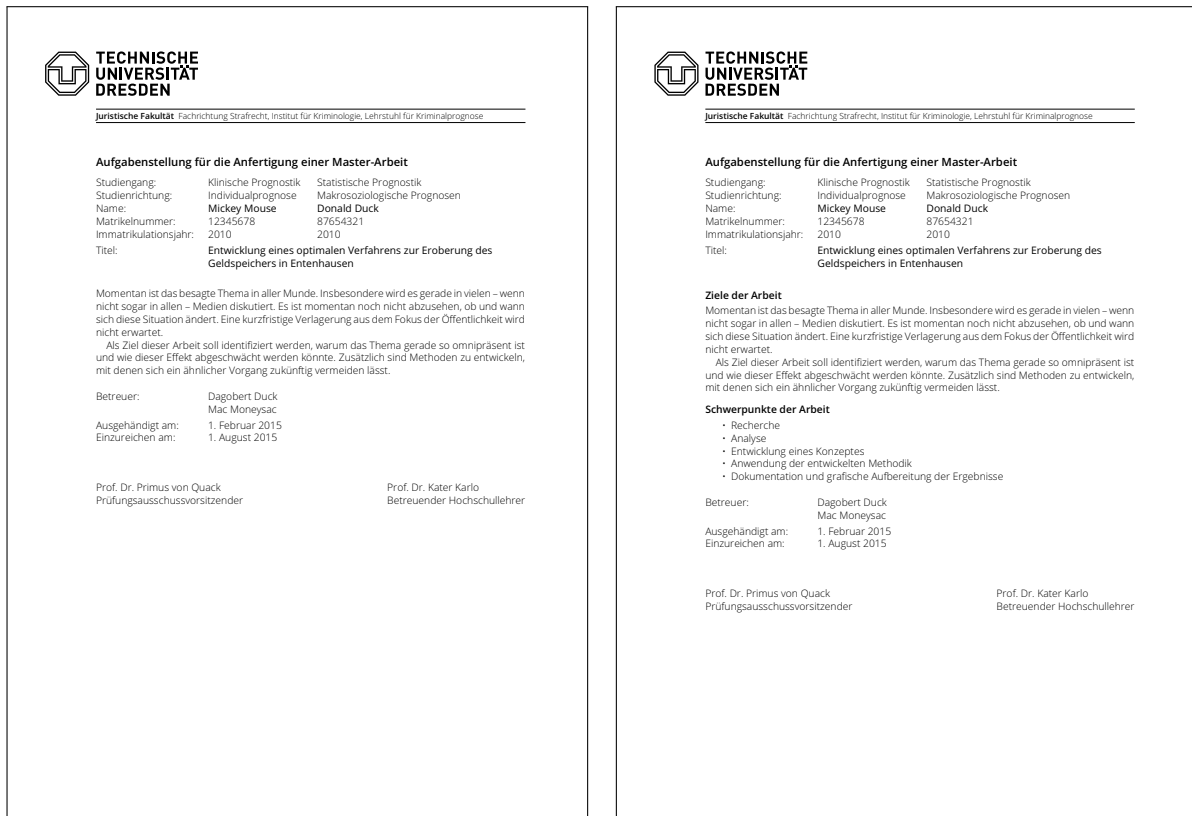 TECHNISCHE
UNIVERSITÄT
DRESDEN
Juristische Fakultät Fachrichtung Strafrecht, Institut für Kriminologie, Lehrstuhl für Kriminalprognose
Aufgabenstellung für die Anfertigung einer Master-Arbeit
Studiengang: Klinische Prognostik Statistische Prognostik
Studienrichtung: Individualprognose Makrosoziologische Prognosen
Name: Mickey Mouse Donald Duck
Matrikelnummer: 12345678 87654321
Immatrikulationsjahr: 2010 2010
Titel: Entwicklung eines optimalen Verfahrens zur Eroberung des
Geldspeichers in Entenhausen
Momentan ist das besagte Thema in aller Munde. Insbesondere wird es gerade in vielen – wenn
nicht sogar in allen – Medien diskutiert. Es ist momentan noch nicht abzusehen, ob und wann
sich diese Situation ändert. Eine kurzfristige Verlagerung aus dem Fokus der Öffentlichkeit wird
nicht erwartet.
Als Ziel dieser Arbeit soll identifiziert werden, warum das Thema gerade so omnipräsent ist
und wie dieser Effekt abgeschwächt werden könnte. Zusätzlich sind Methoden zu entwickeln,
mit denen sich ein ähnlicher Vorgang zukünftig vermeiden lässt.
Betreuer: Dagobert Duck
Mac Moneysac
Ausgehändigt am: 1. Februar 2015
Einzureichen am: 1. August 2015
Prof. Dr. Primus von Quack Prof. Dr. Kater Karlo
Prüfungsausschussvorsitzender Betreuender Hochschullehrer
TECHNISCHE
UNIVERSITÄT
DRESDEN
Juristische Fakultät Fachrichtung Strafrecht, Institut für Kriminologie, Lehrstuhl für Kriminalprognose
Aufgabenstellung für die Anfertigung einer Master-Arbeit
Studiengang: Klinische Prognostik Statistische Prognostik
Studienrichtung: Individualprognose Makrosoziologische Prognosen
Name: Mickey Mouse Donald Duck
Matrikelnummer: 12345678 87654321
Immatrikulationsjahr: 2010 2010
Titel: Entwicklung eines optimalen Verfahrens zur Eroberung des
Geldspeichers in Entenhausen
Ziele der Arbeit
Momentan ist das besagte Thema in aller Munde. Insbesondere wird es gerade in vielen – wenn
nicht sogar in allen – Medien diskutiert. Es ist momentan noch nicht abzusehen, ob und wann
sich diese Situation ändert. Eine kurzfristige Verlagerung aus dem Fokus der Öffentlichkeit wird
nicht erwartet.
Als Ziel dieser Arbeit soll identifiziert werden, warum das Thema gerade so omnipräsent ist
und wie dieser Effekt abgeschwächt werden könnte. Zusätzlich sind Methoden zu entwickeln,
mit denen sich ein ähnlicher Vorgang zukünftig vermeiden lässt.
Schwerpunkte der Arbeit
· Recherche
· Analyse
· Entwicklung eines Konzeptes
· Anwendung der entwickelten Methodik
· Dokumentation und grafische Aufbereitung der Ergebnisse
Betreuer: Dagobert Duck
Mac Moneysac
Ausgehändigt am: 1. Februar 2015
Einzureichen am: 1. August 2015
Prof. Dr. Primus von Quack Prof. Dr. Kater Karlo
Prüfungsausschussvorsitzender Betreuender Hochschullehrer